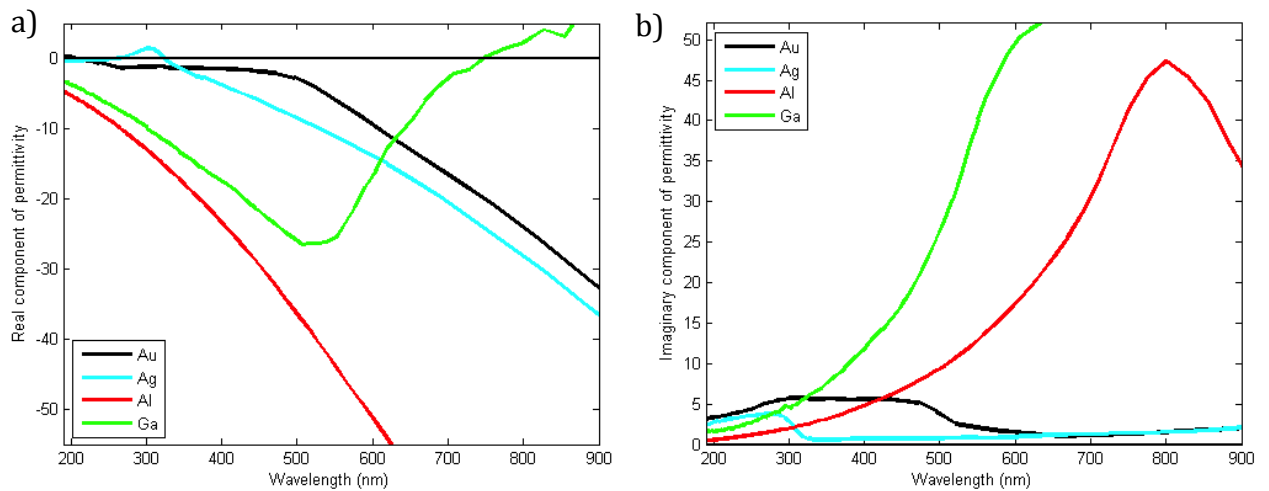 a)
0
-10
-20
-30
-40
-50
Real component of permittivity
Au
Ag
Al
Ga
200 300 400 500 600 700 800 900
Wavelength (nm)
b)
50
45
40
35
30
25
20
15
10
5
0
Imaginary component of permittivity
Au
Ag
Al
Ga
200 300 400 500 600 700 800 900
Wavelength (nm)